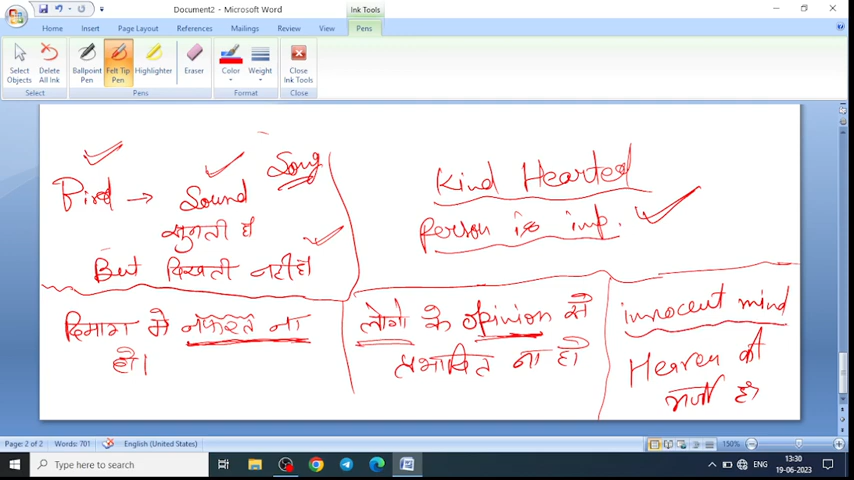 Document2 - Microsoft Word
Ink Tools
Home Insert Page Layout References Mailings Review View Pens
Select Objects
Delete All Ink
Ballpoint Pen
Felt Tip Pen
Highlighter
Eraser
Color
Weight
Close Ink Tools
Select Pens Format Close
Bird → Sound Song
सुनती है
But दिखती नहीं है
Kind Hearted
Person is imp.
दिमाग मे नफरत ना
हो।
लोगो के opinion से
प्रभावित ना हो
innocent mind
Heaven की
Page: 2 of 2 Words: 701 English (United States) 150%
Type here to search
ENG
13:30
19-06-2023